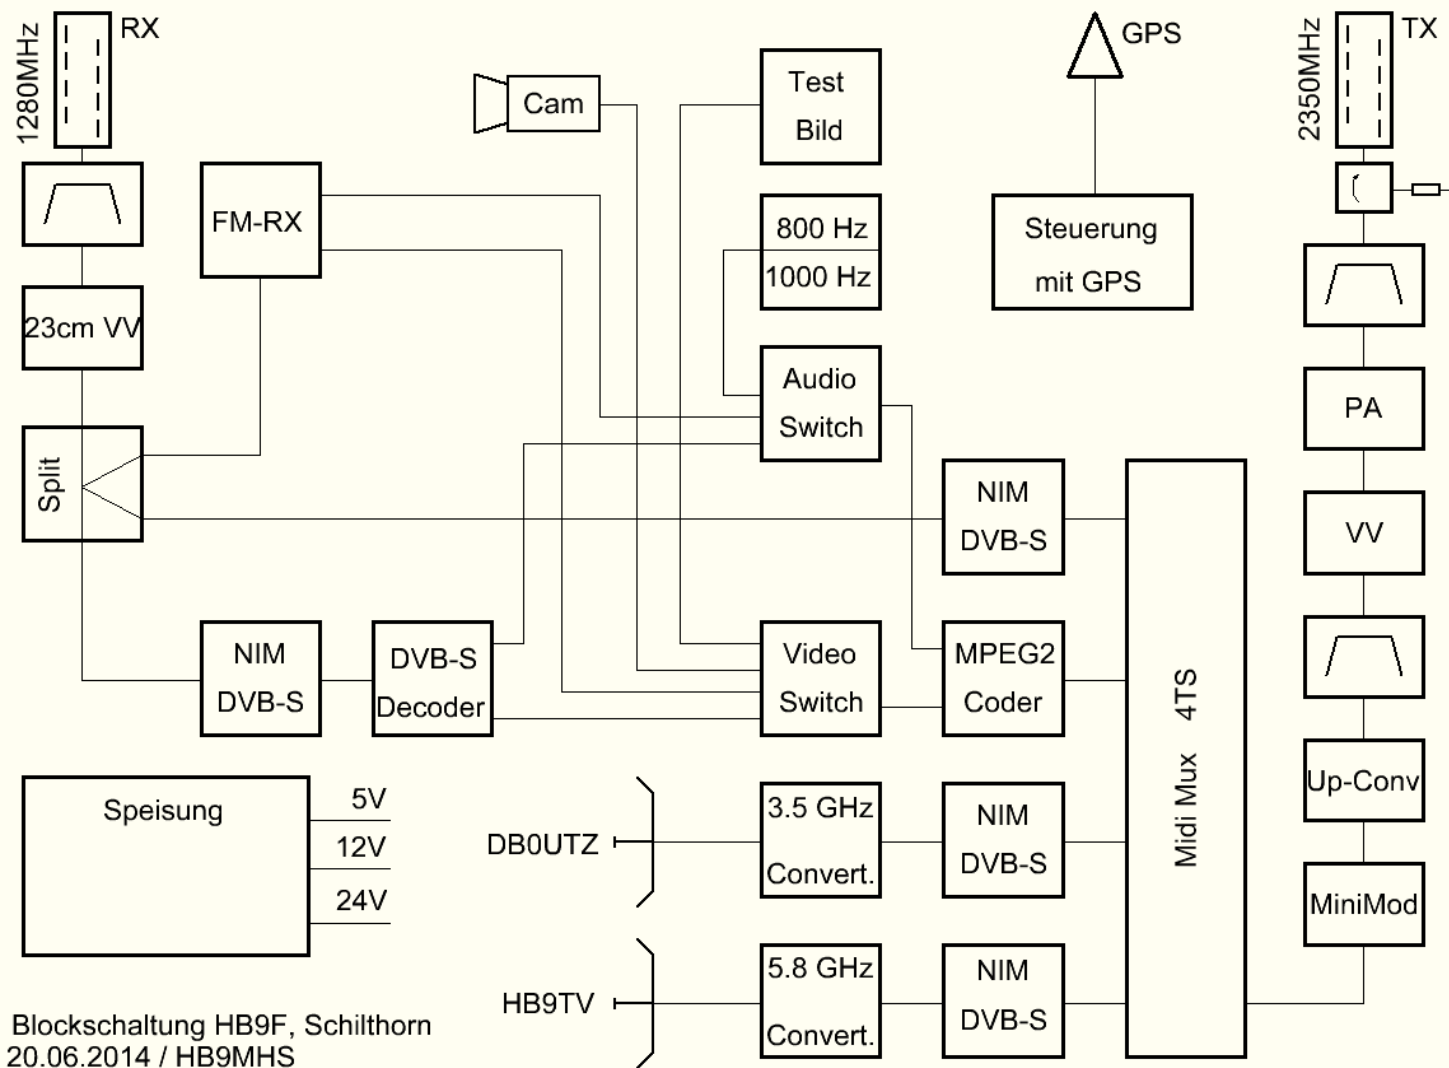 RX
1280MHz
GPS
TX
2350MHz
Cam
Test
Bild
FM-RX
800 Hz
1000 Hz
Steuerung
mit GPS
23cm VV
Audio
Switch
PA
Split
NIM
DVB-S
VV
NIM
DVB-S
DVB-S
Decoder
Video
Switch
MPEG2
Coder
Midi Mux 4TS
Up-Conv
Speisung
5V
12V
24V
DB0UTZ
3.5 GHz
Convert.
NIM
DVB-S
MiniMod
HB9TV
5.8 GHz
Convert.
NIM
DVB-S
Blockschaltung HB9F, Schilthorn
20.06.2014 / HB9MHS